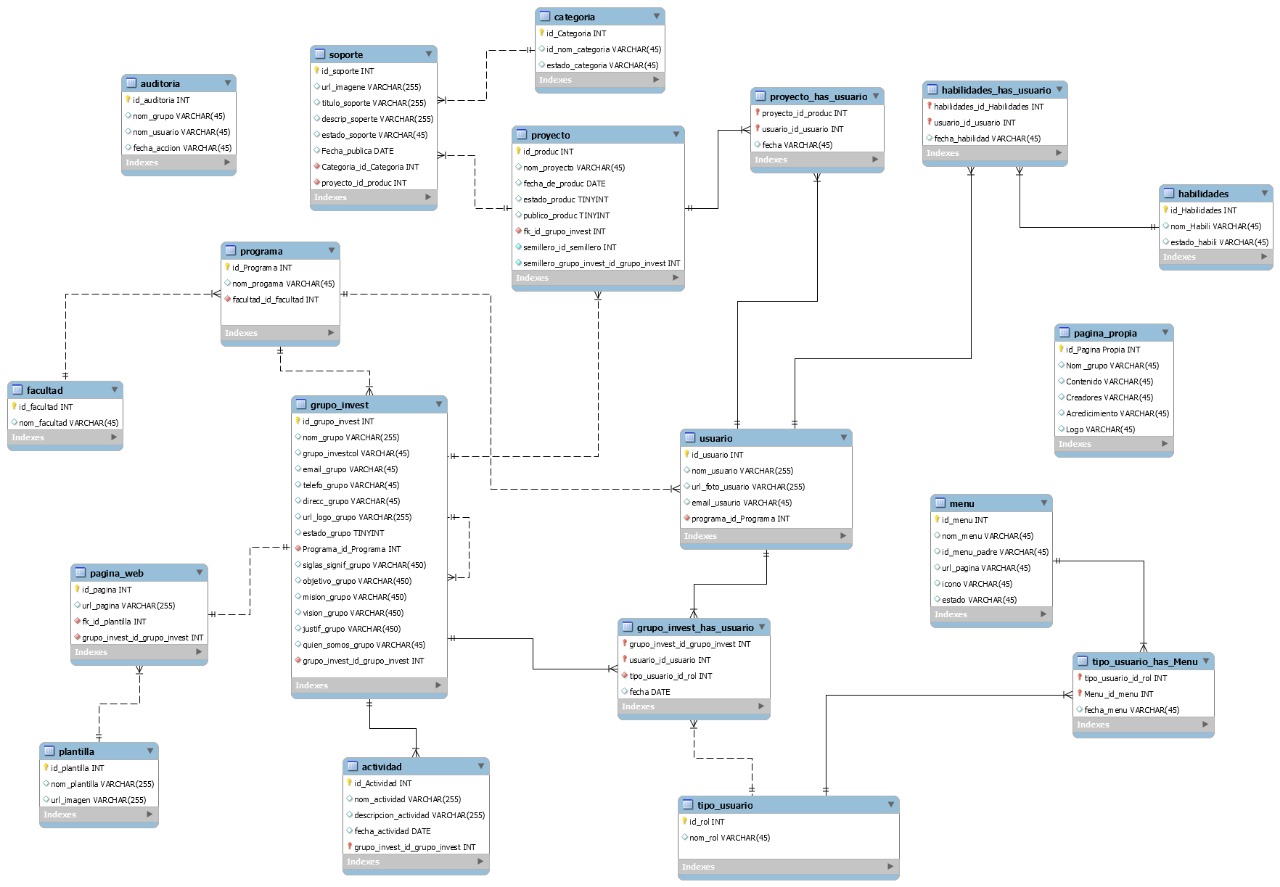 categoria
id_Categoria INT
id_nom_categoria VARCHAR(45)
estado_categoria VARCHAR(45)
Indexes
soporte
id_soporte INT
url_imagene VARCHAR(255)
titulo_soporte VARCHAR(255)
descrip_soperte VARCHAR(255)
estado_soporte VARCHAR(45)
Fecha_publica DATE
Categoria_id_Categoria INT
proyecto_id_produc INT
Indexes
auditoria
id_auditoria INT
nom_grupo VARCHAR(45)
nom_usuario VARCHAR(45)
fecha_acciion VARCHAR(45)
Indexes
proyecto
id_produc INT
nom_proyecto VARCHAR(45)
fecha_de_produc DATE
estado_produc TINYINT
publico_produc TINYINT
fk_id_grupo_invest INT
semillero_id_semillero INT
semillero_grupo_invest_id_grupo_invest INT
Indexes
proyecto_has_usuario
proyecto_id_produc INT
usuario_id_usuario INT
fecha VARCHAR(45)
Indexes
habilidades_has_usuario
habilidades_id_Habilidades INT
usuario_id_usuario INT
fecha_habilidad VARCHAR(45)
Indexes
habilidades
id_Habilidades INT
nom_Habili VARCHAR(45)
estado_habili VARCHAR(45)
Indexes
programa
id_Programa INT
nom_progama VARCHAR(45)
facultad_id_facultad INT
Indexes
facultad
id_facultad INT
nom_facultad VARCHAR(45)
Indexes
grupo_invest
id_grupo_invest INT
nom_grupo VARCHAR(255)
grupo_investcol VARCHAR(45)
email_grupo VARCHAR(45)
telefo_grupo VARCHAR(45)
direcc_grupo VARCHAR(45)
url_logo_grupo VARCHAR(255)
estado_grupo TINYINT
Programa_id_Programa INT
siglas_signif_grupo VARCHAR(450)
objetivo_grupo VARCHAR(450)
mision_grupo VARCHAR(450)
vision_grupo VARCHAR(450)
justif_grupo VARCHAR(450)
quien_somos_grupo VARCHAR(45)
grupo_invest_id_grupo_invest INT
Indexes
pagina_propia
id_Pagina Propia INT
Nom_grupo VARCHAR(45)
Contenido VARCHAR(45)
Creadores VARCHAR(45)
Acredicimiento VARCHAR(45)
Logo VARCHAR(45)
Indexes
usuario
id_usuario INT
nom_usuario VARCHAR(255)
url_foto_usuario VARCHAR(255)
email_usaurio VARCHAR(45)
programa_id_Programa INT
Indexes
menu
id_menu INT
nom_menu VARCHAR(45)
id_menu_padre VARCHAR(45)
url_pagina VARCHAR(45)
icono VARCHAR(45)
estado VARCHAR(45)
Indexes
pagina_web
id_pagina INT
url_pagina VARCHAR(255)
fk_id_plantilla INT
grupo_invest_id_grupo_invest INT
Indexes
grupo_invest_has_usuario
grupo_invest_id_grupo_invest INT
usuario_id_usuario INT
tipo_usuario_id_rol INT
fecha DATE
Indexes
tipo_usuario_has_Menu
tipo_usuario_id_rol INT
Menu_id_menu INT
fecha_menu VARCHAR(45)
Indexes
plantilla
id_plantilla INT
nom_plantilla VARCHAR(255)
url_imagen VARCHAR(255)
Indexes
actividad
id_Actividad INT
nom_actividad VARCHAR(255)
descripcion_actividad VARCHAR(255)
fecha_actividad DATE
grupo_invest_id_grupo_invest INT
Indexes
tipo_usuario
id_rol INT
nom_rol VARCHAR(45)
Indexes